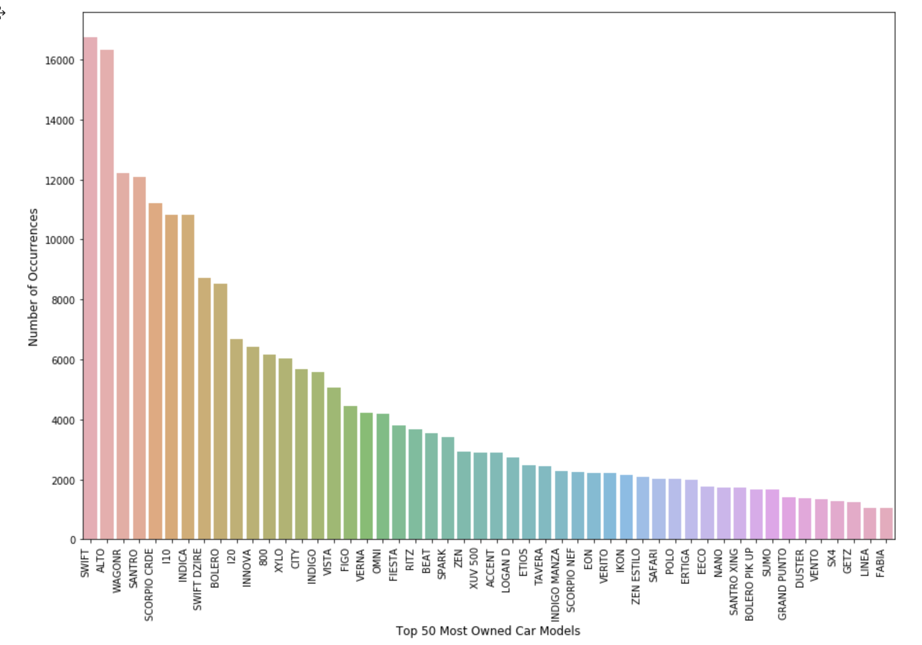 16000
14000
12000
10000
8000
6000
4000
2000
0
Number of Occurrences
SWIFT
ALTO
WAGONR
SANTRO
SCORPIO CRDE
I10
INDICA
SWIFT DZIRE
BOLERO
I20
INNOVA
800
XYLO
CITY
INDIGO
VISTA
FIGO
VERNA
OMNI
FIESTA
RITZ
BEAT
SPARK
ZEN
XUV 500
ACCENT
LOGAN D
ETIOS
TAVERA
INDIGO MANZA
SCORPIO NEF
EON
VERITO
IKON
ZEN ESTILO
SAFARI
POLO
ERTIGA
EECO
NANO
SANTRO XING
BOLERO PIK UP
SUMO
GRAND PUNTO
DUSTER
VENTO
SX4
GETZ
LINEA
FABIA
Top 50 Most Owned Car Models